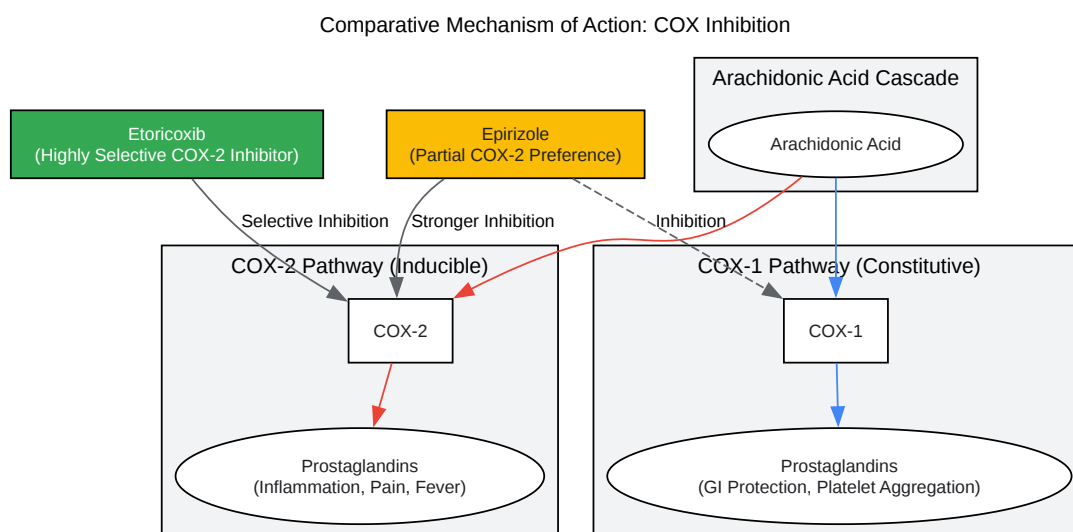 Comparative Mechanism of Action: COX Inhibition
Arachidonic Acid Cascade
Etoricoxib
(Highly Selective COX-2 Inhibitor)
Epirizole
(Partial COX-2 Preference)
Arachidonic Acid
Selective Inhibition
Stronger Inhibition
Inhibition
COX-2 Pathway (Inducible)
COX-1 Pathway (Constitutive)
COX-2
COX-1
Prostaglandins
(Inflammation, Pain, Fever)
Prostaglandins
(GI Protection, Platelet Aggregation)